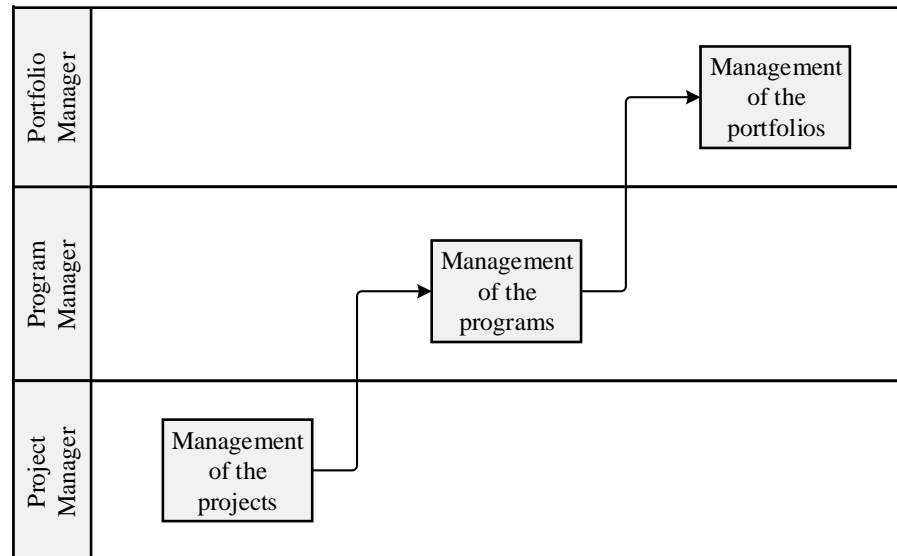 Portfolio
Manager
Management
of the
portfolios
Program
Manager
Management
of the
programs
Project
Manager
Management
of the
projects